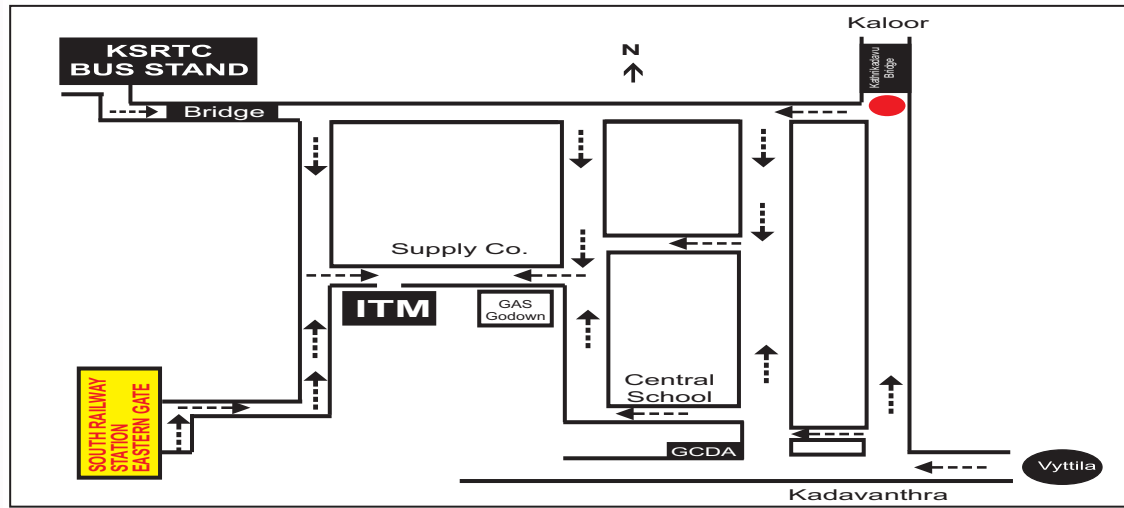 Kaloor
KSRTC
BUS STAND
N
Kathrikadavu
Bridge
Bridge
Supply Co.
ITM
GAS
Godown
SOUTH RAILWAY
STATION
EASTERN GATE
Central
School
GCDA
Vyttila
Kadavanthra